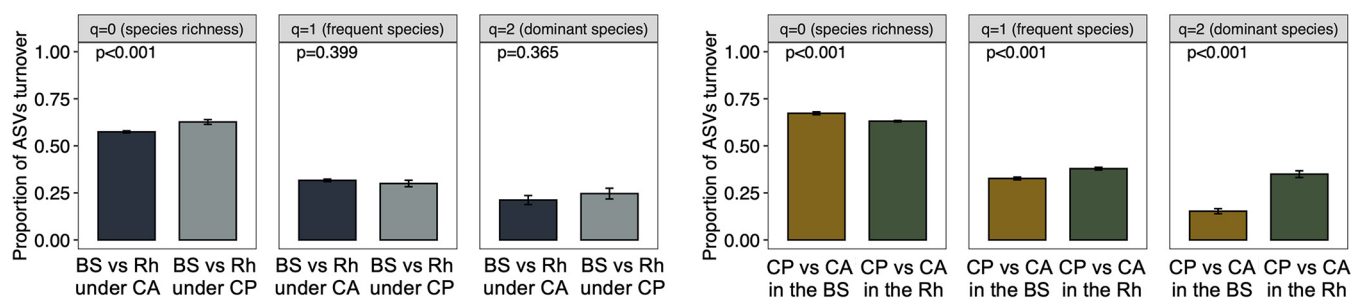 q=0 (species richness) q=1 (frequent species) q=2 (dominant species)
p<0.001 p=0.399 p=0.365
Proportion of ASVs turnover
1.00
0.75
0.50
0.25
0.00
BS vs Rh BS vs Rh BS vs Rh BS vs Rh BS vs Rh BS vs Rh
under CA under CP under CA under CP under CA under CP
q=0 (species richness) q=1 (frequent species) q=2 (dominant species)
p<0.001 p<0.001 p<0.001
Proportion of ASVs turnover
1.00
0.75
0.50
0.25
0.00
CP vs CA CP vs CA CP vs CA CP vs CA CP vs CA CP vs CA
in the BS in the Rh in the BS in the Rh in the BS in the Rh